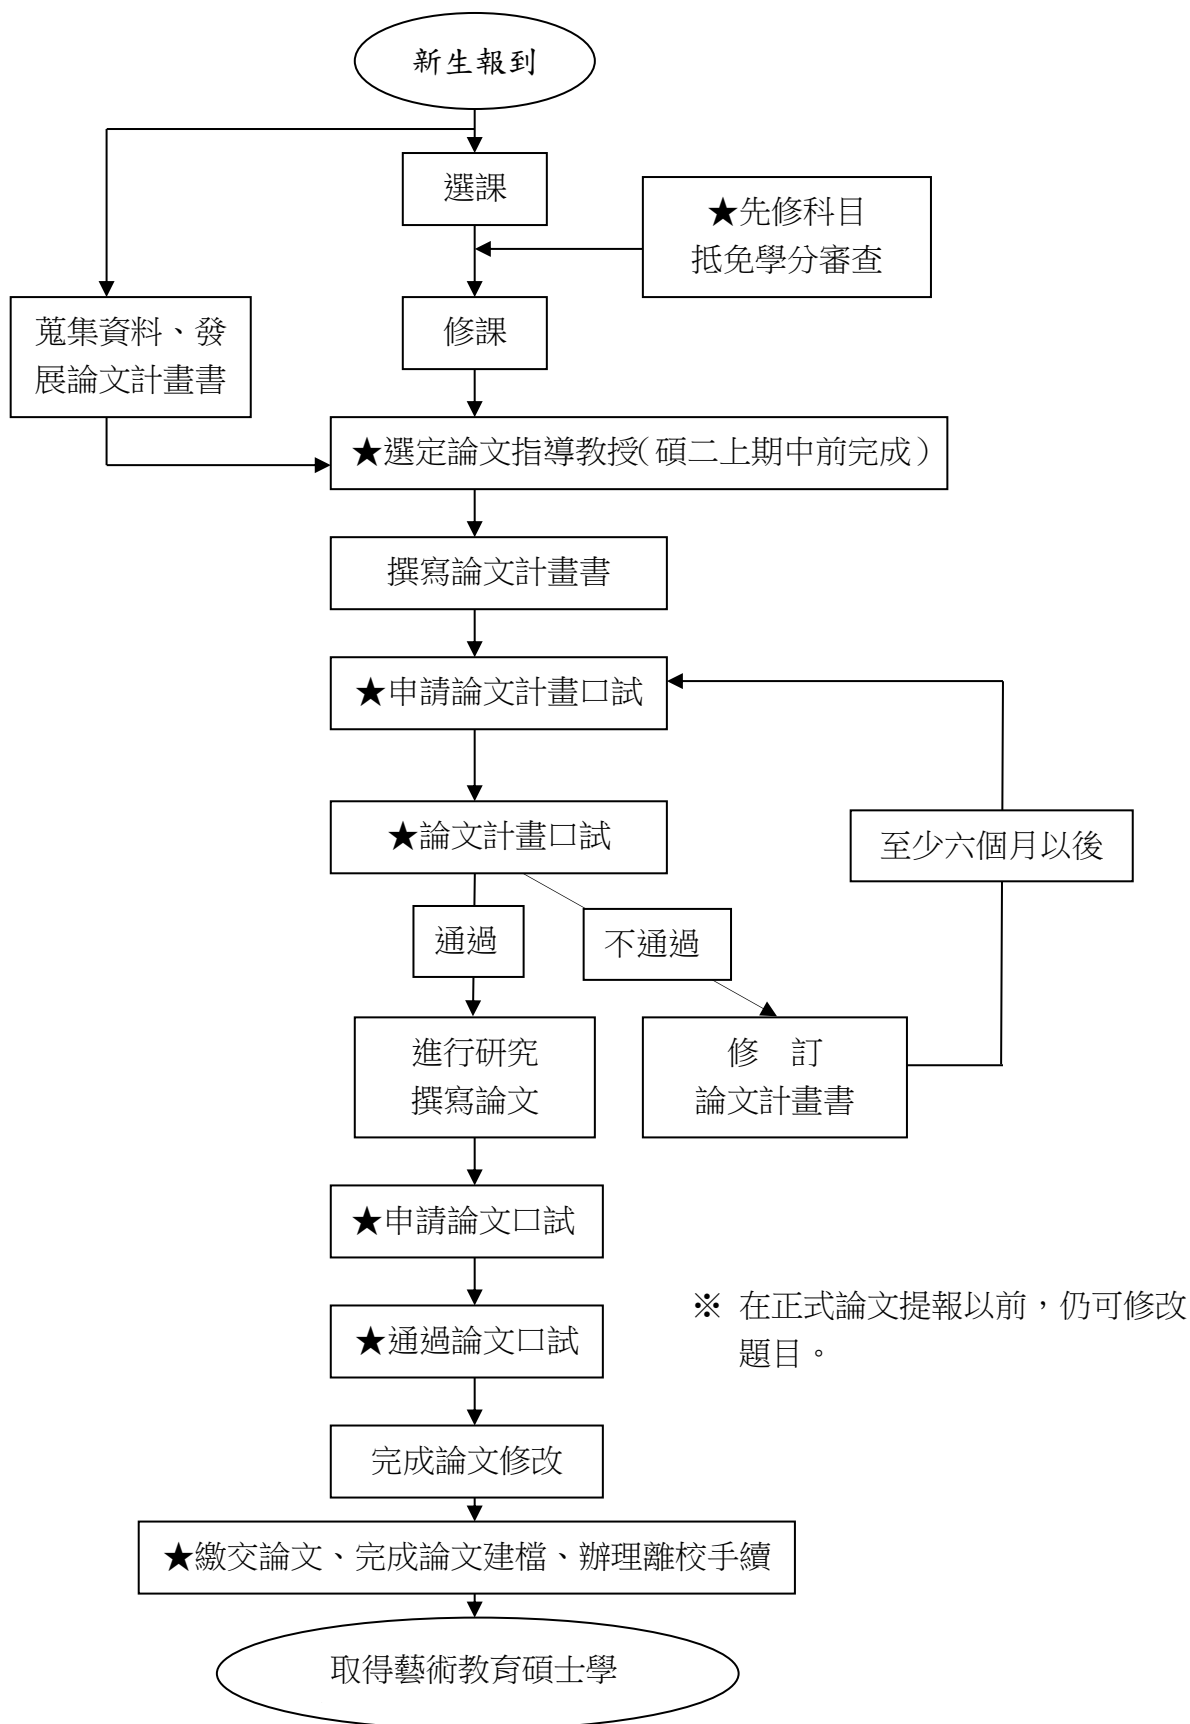 新生報到
選課
★先修科目
抵免學分審查
蒐集資料、發
展論文計畫書
修課
★選定論文指導教授（碩二上期中前完成）
撰寫論文計畫書
★申請論文計畫口試
★論文計畫口試
至少六個月以後
通過
不通過
進行研究
撰寫論文
修　訂
論文計畫書
★申請論文口試
※ 在正式論文提報以前，仍可修改
題目。
★通過論文口試
完成論文修改
★繳交論文、完成論文建檔、辦理離校手續
取得藝術教育碩士學